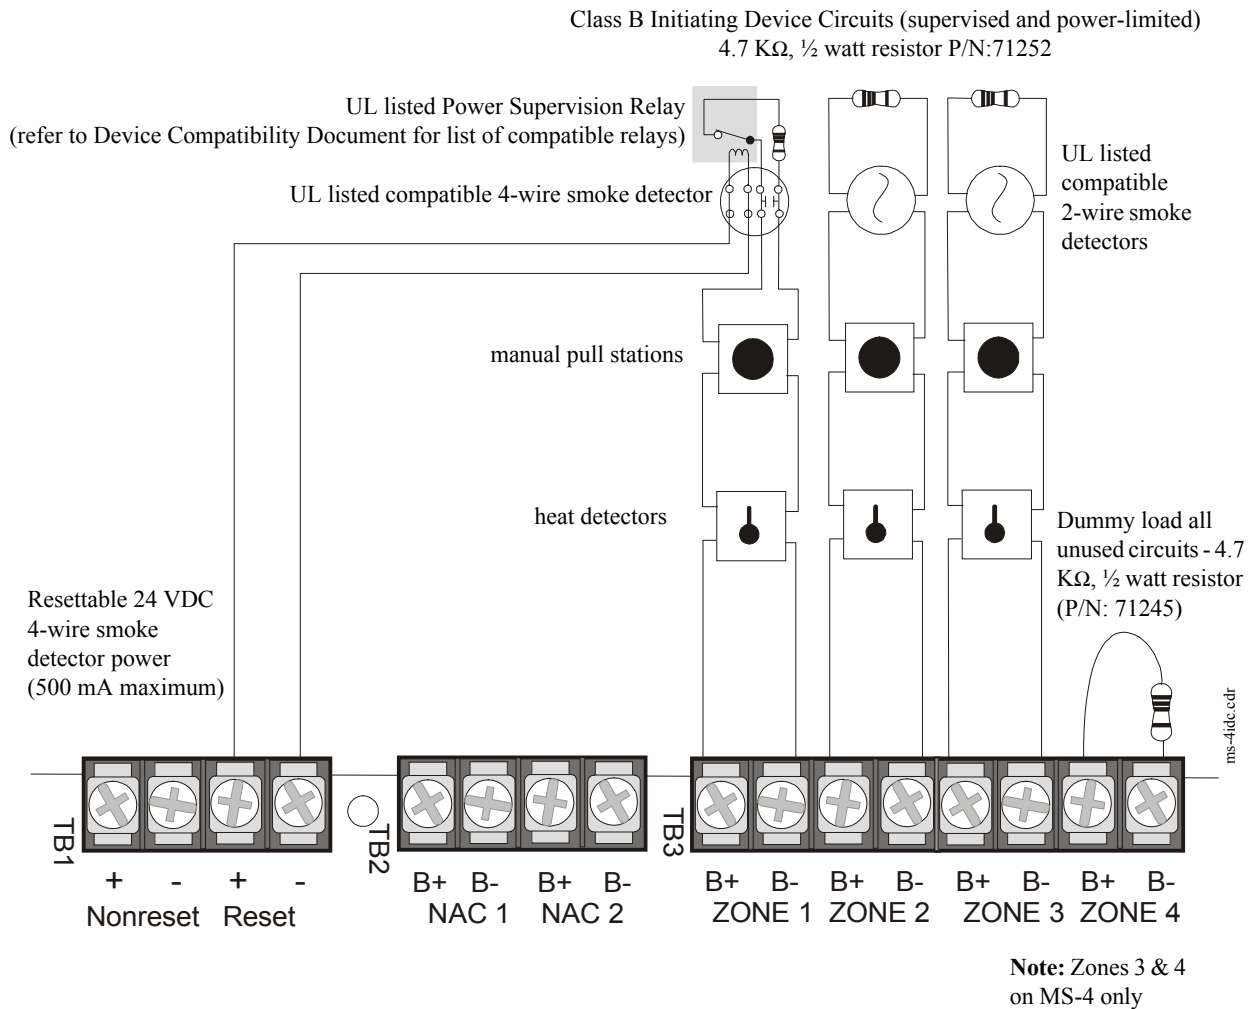 Class B Initiating Device Circuits (supervised and power-limited)
4.7 KΩ, ½ watt resistor P/N:71252
UL listed Power Supervision Relay
(refer to Device Compatibility Document for list of compatible relays)
UL listed compatible 4-wire smoke detector
UL listed
compatible
2-wire smoke
detectors
manual pull stations
heat detectors
Dummy load all
unused circuits - 4.7
KΩ, ½ watt resistor
(P/N: 71245)
Resettable 24 VDC
4-wire smoke
detector power
(500 mA maximum)
ms-4idc.cdr
TB1
TB2
TB3
+ - + -
Nonreset Reset
B+ B- B+ B-
NAC 1 NAC 2
B+ B- B+ B- B+ B- B+ B-
ZONE 1 ZONE 2 ZONE 3 ZONE 4
Note: Zones 3 & 4
on MS-4 only